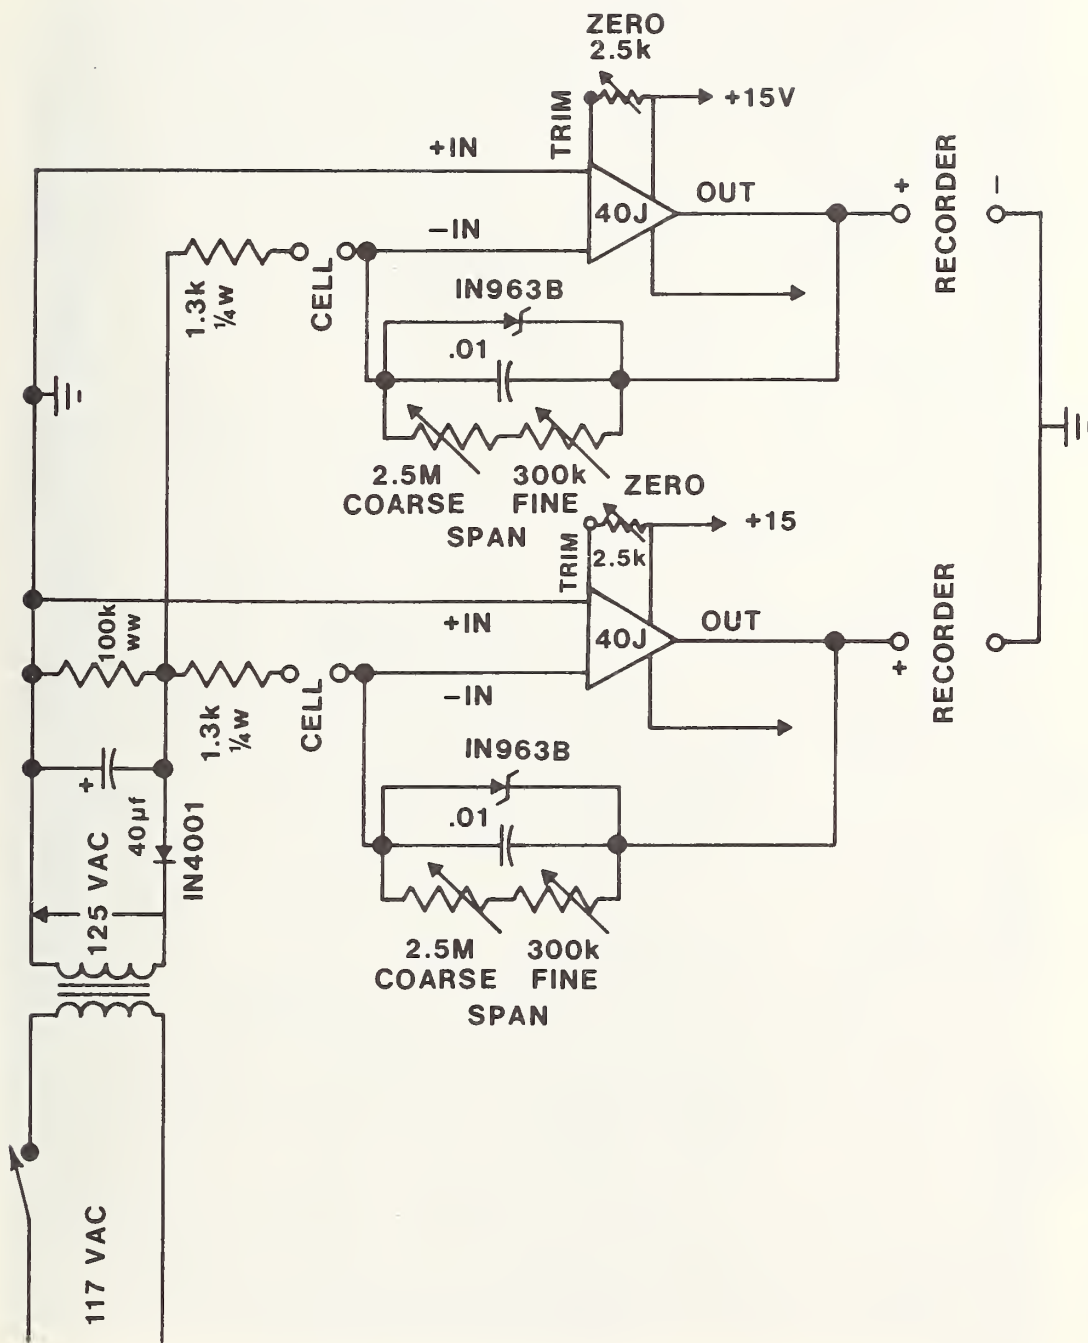 ZERO
2.5k
TRIM
+15V
+IN
40J
OUT
+ RECORDER -
-IN
1.3k
1/4w
CELL
IN963B
.01
2.5M
COARSE
300k
FINE
SPAN
ZERO
TRIM
2.5k
+15
100k
ww
+IN
40J
OUT
+ RECORDER
-IN
1.3k
1/4w
CELL
+
40µf
IN4001
125 VAC
IN963B
.01
2.5M
COARSE
300k
FINE
SPAN
117 VAC